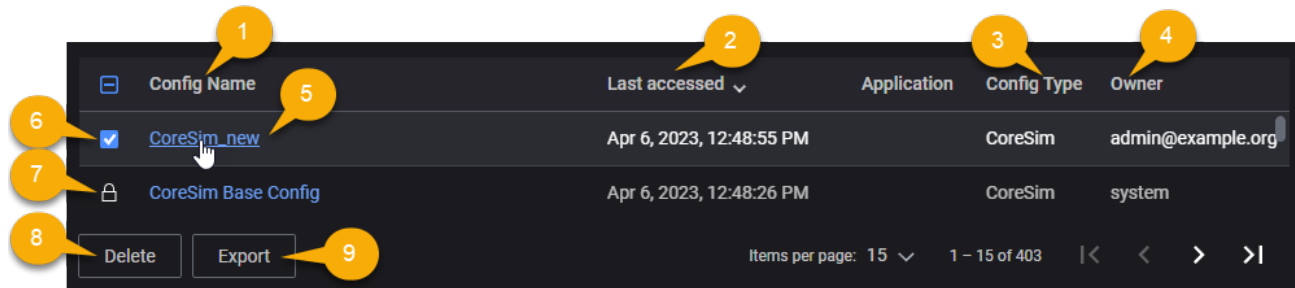 1 2 3 4
Config Name Last accessed Application Config Type Owner
5
6 CoreSim_new Apr 6, 2023, 12:48:55 PM CoreSim admin@example.org
7 CoreSim Base Config Apr 6, 2023, 12:48:26 PM CoreSim system
8 Delete Export 9 Items per page: 15 1 – 15 of 403